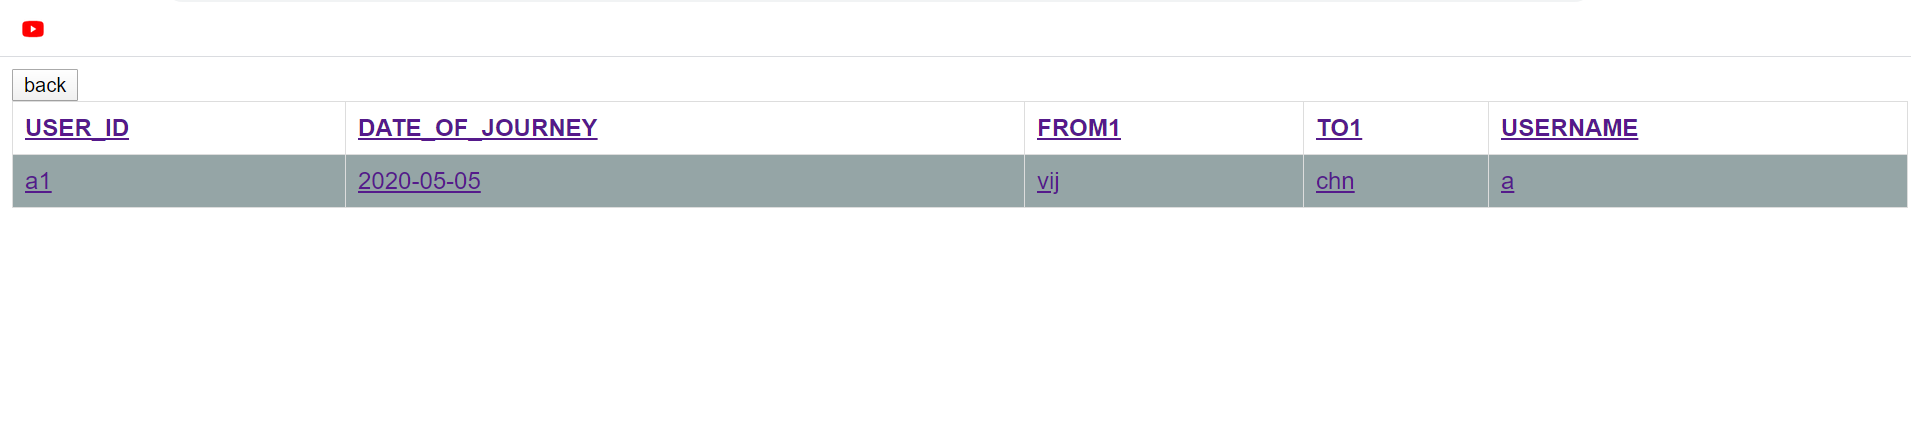 back
USER_ID DATE_OF_JOURNEY FROM1 TO1 USERNAME
a1 2020-05-05 vij chn a